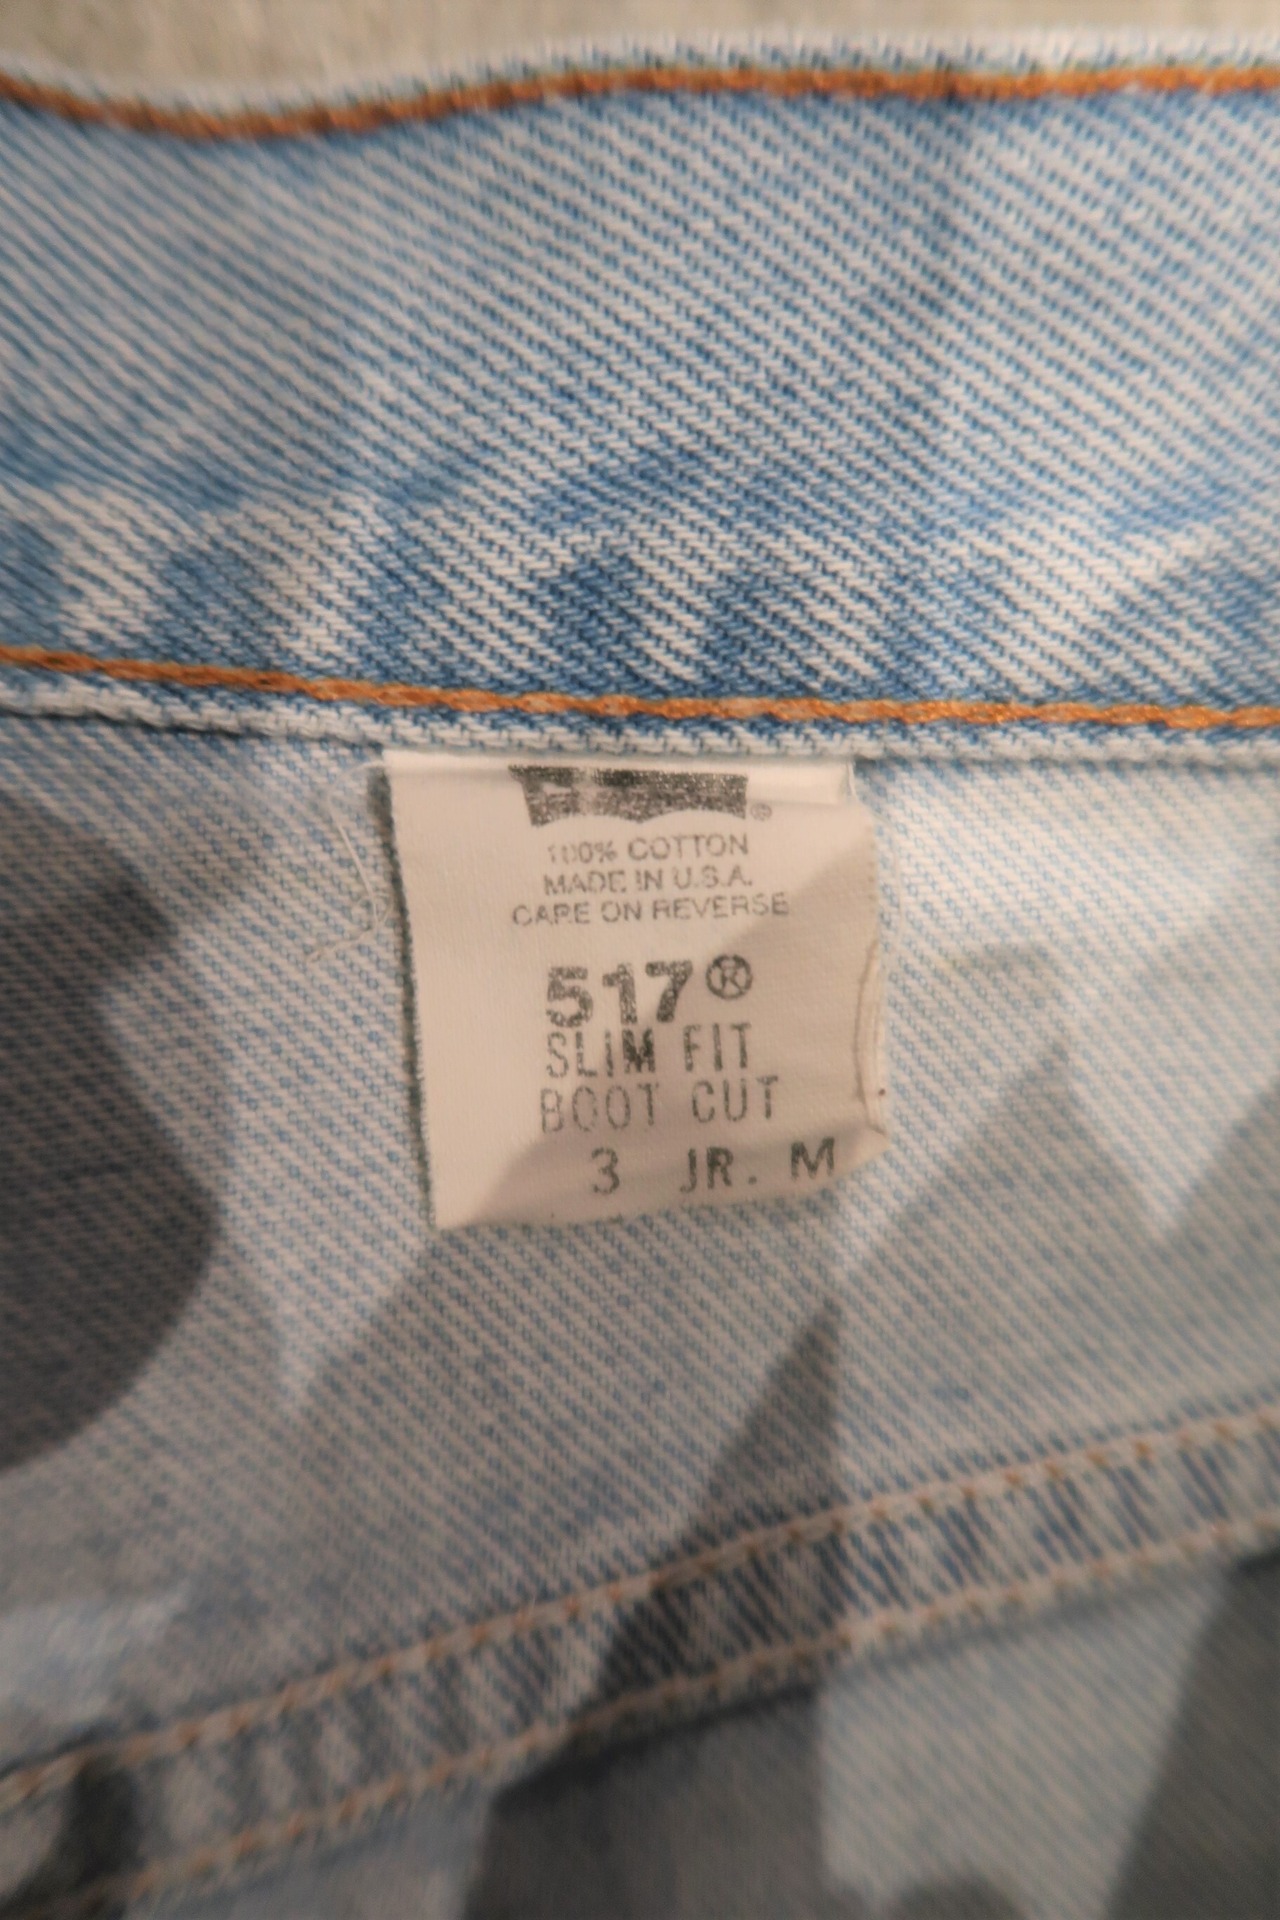 ®
100% COTTON
MADE IN U.S.A.
CARE ON REVERSE
517®
SLIM FIT
BOOT CUT
3 JR. M